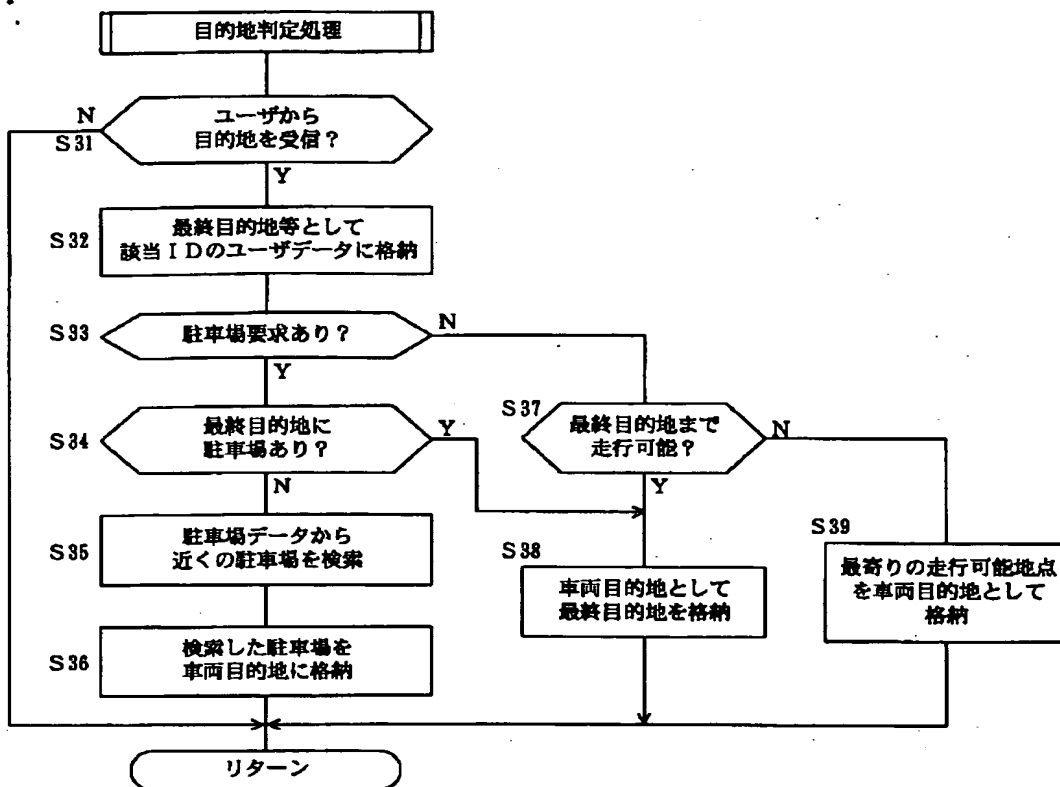 目的地判定処理
ユーザから
目的地を受信？
N
S31
Y
S32
最終目的地等として
該当IDのユーザデータに格納
S33
駐車場要求あり？
N
Y
S34
最終目的地に
駐車場あり？
Y
N
S37
最終目的地まで
走行可能？
N
Y
S35
駐車場データから
近くの駐車場を検索
S38
車両目的地として
最終目的地を格納
S39
最寄りの走行可能地点
を車両目的地として
格納
S36
検索した駐車場を
車両目的地に格納
リターン